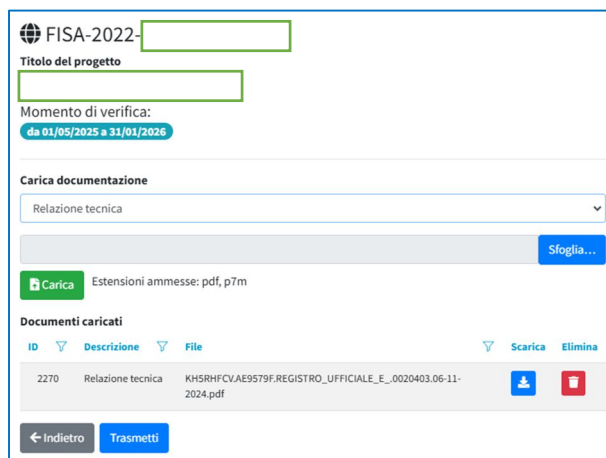 FISA-2022-
Titolo del progetto
Momento di verifica:
da 01/05/2025 a 31/01/2026
Carica documentazione
Relazione tecnica
Sfoglia...
Carica Estensioni ammesse: pdf, p7m
Documenti caricati
ID Descrizione File Scarica Elimina
2270 Relazione tecnica KH5RHFCV.AE9579F.REGISTRO_UFFICIALE_E_.0020403.06-11-
2024.pdf
Indietro Trasmetti